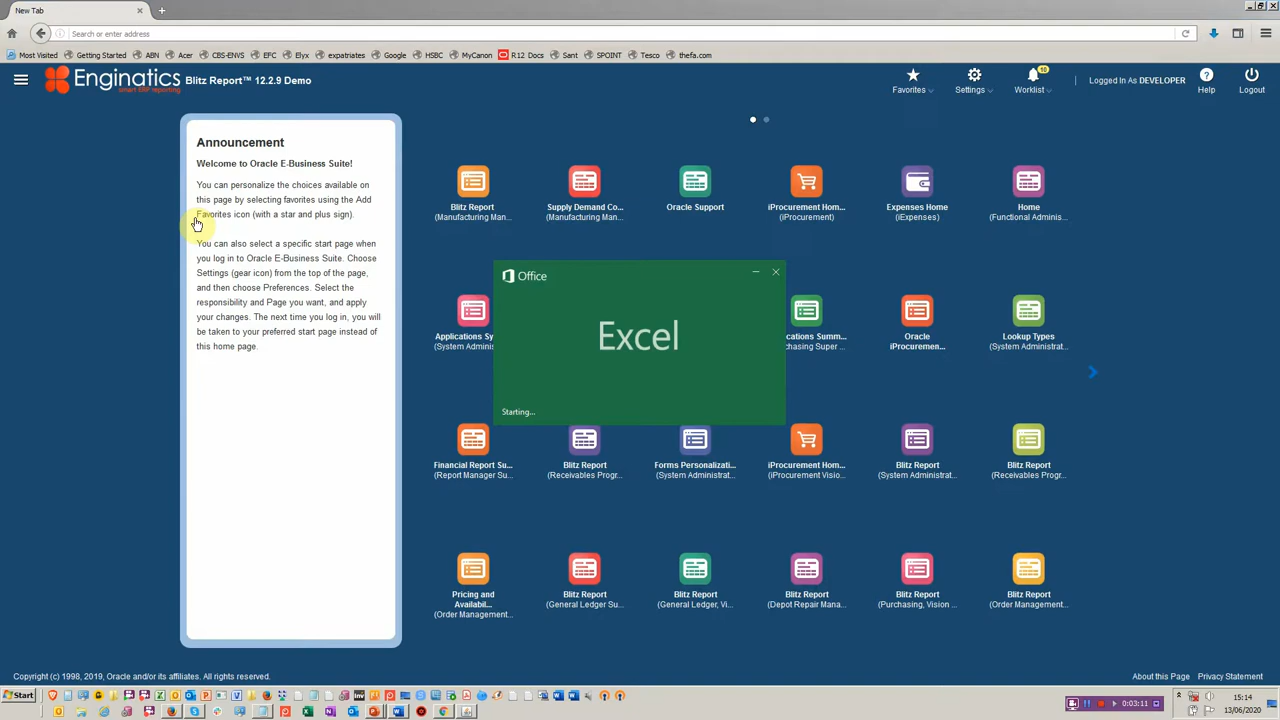 New Tab
Search or enter address
Most Visited Getting Started ABN Acer CBS-ENVS EFC Elyx expatriates Google HSBC MyCanon R12 Docs Sant SPOINT Tesco thefa.com
Enginatics
smart ERP reporting
Blitz Report™ 12.2.9 Demo
Favorites
Settings
10
Worklist
Logged In As DEVELOPER
Help
Logout
Announcement
Welcome to Oracle E-Business Suite!
You can personalize the choices available on
this page by selecting favorites using the Add
Favorites icon (with a star and plus sign).
You can also select a specific start page when
you log in to Oracle E-Business Suite. Choose
Settings (gear icon) from the top of the page,
and then choose Preferences. Select the
responsibility and Page you want, and apply
your changes. The next time you log in, you will
be taken to your preferred start page instead of
this home page.
Blitz Report
(Manufacturing Man...
Supply Demand Co...
(Manufacturing Man...
Oracle Support
iProcurement Hom...
(iProcurement)
Expenses Home
(iExpenses)
Home
(Functional Adminis...
Office
Excel
Starting...
Applications Sy
(System Adminis
cations Summ...
chasing Super ...
Oracle
iProcuremen...
Lookup Types
(System Administrat...
Financial Report Su...
(Report Manager Su...
Blitz Report
(Receivables Progr...
Forms Personalizati...
(System Administrat...
iProcurement Hom...
(iProcurement Visio...
Blitz Report
(System Administrat...
Blitz Report
(Receivables Progr...
Pricing and
Availabil...
(Order Management...
Blitz Report
(General Ledger Su...
Blitz Report
(General Ledger, Vi...
Blitz Report
(Depot Repair Mana...
Blitz Report
(Purchasing, Vision ...
Blitz Report
(Order Management...
Copyright (c) 1998, 2019, Oracle and/or its affiliates. All rights reserved.
About this Page Privacy Statement
Start
0:03:11
15:14
13/06/2020